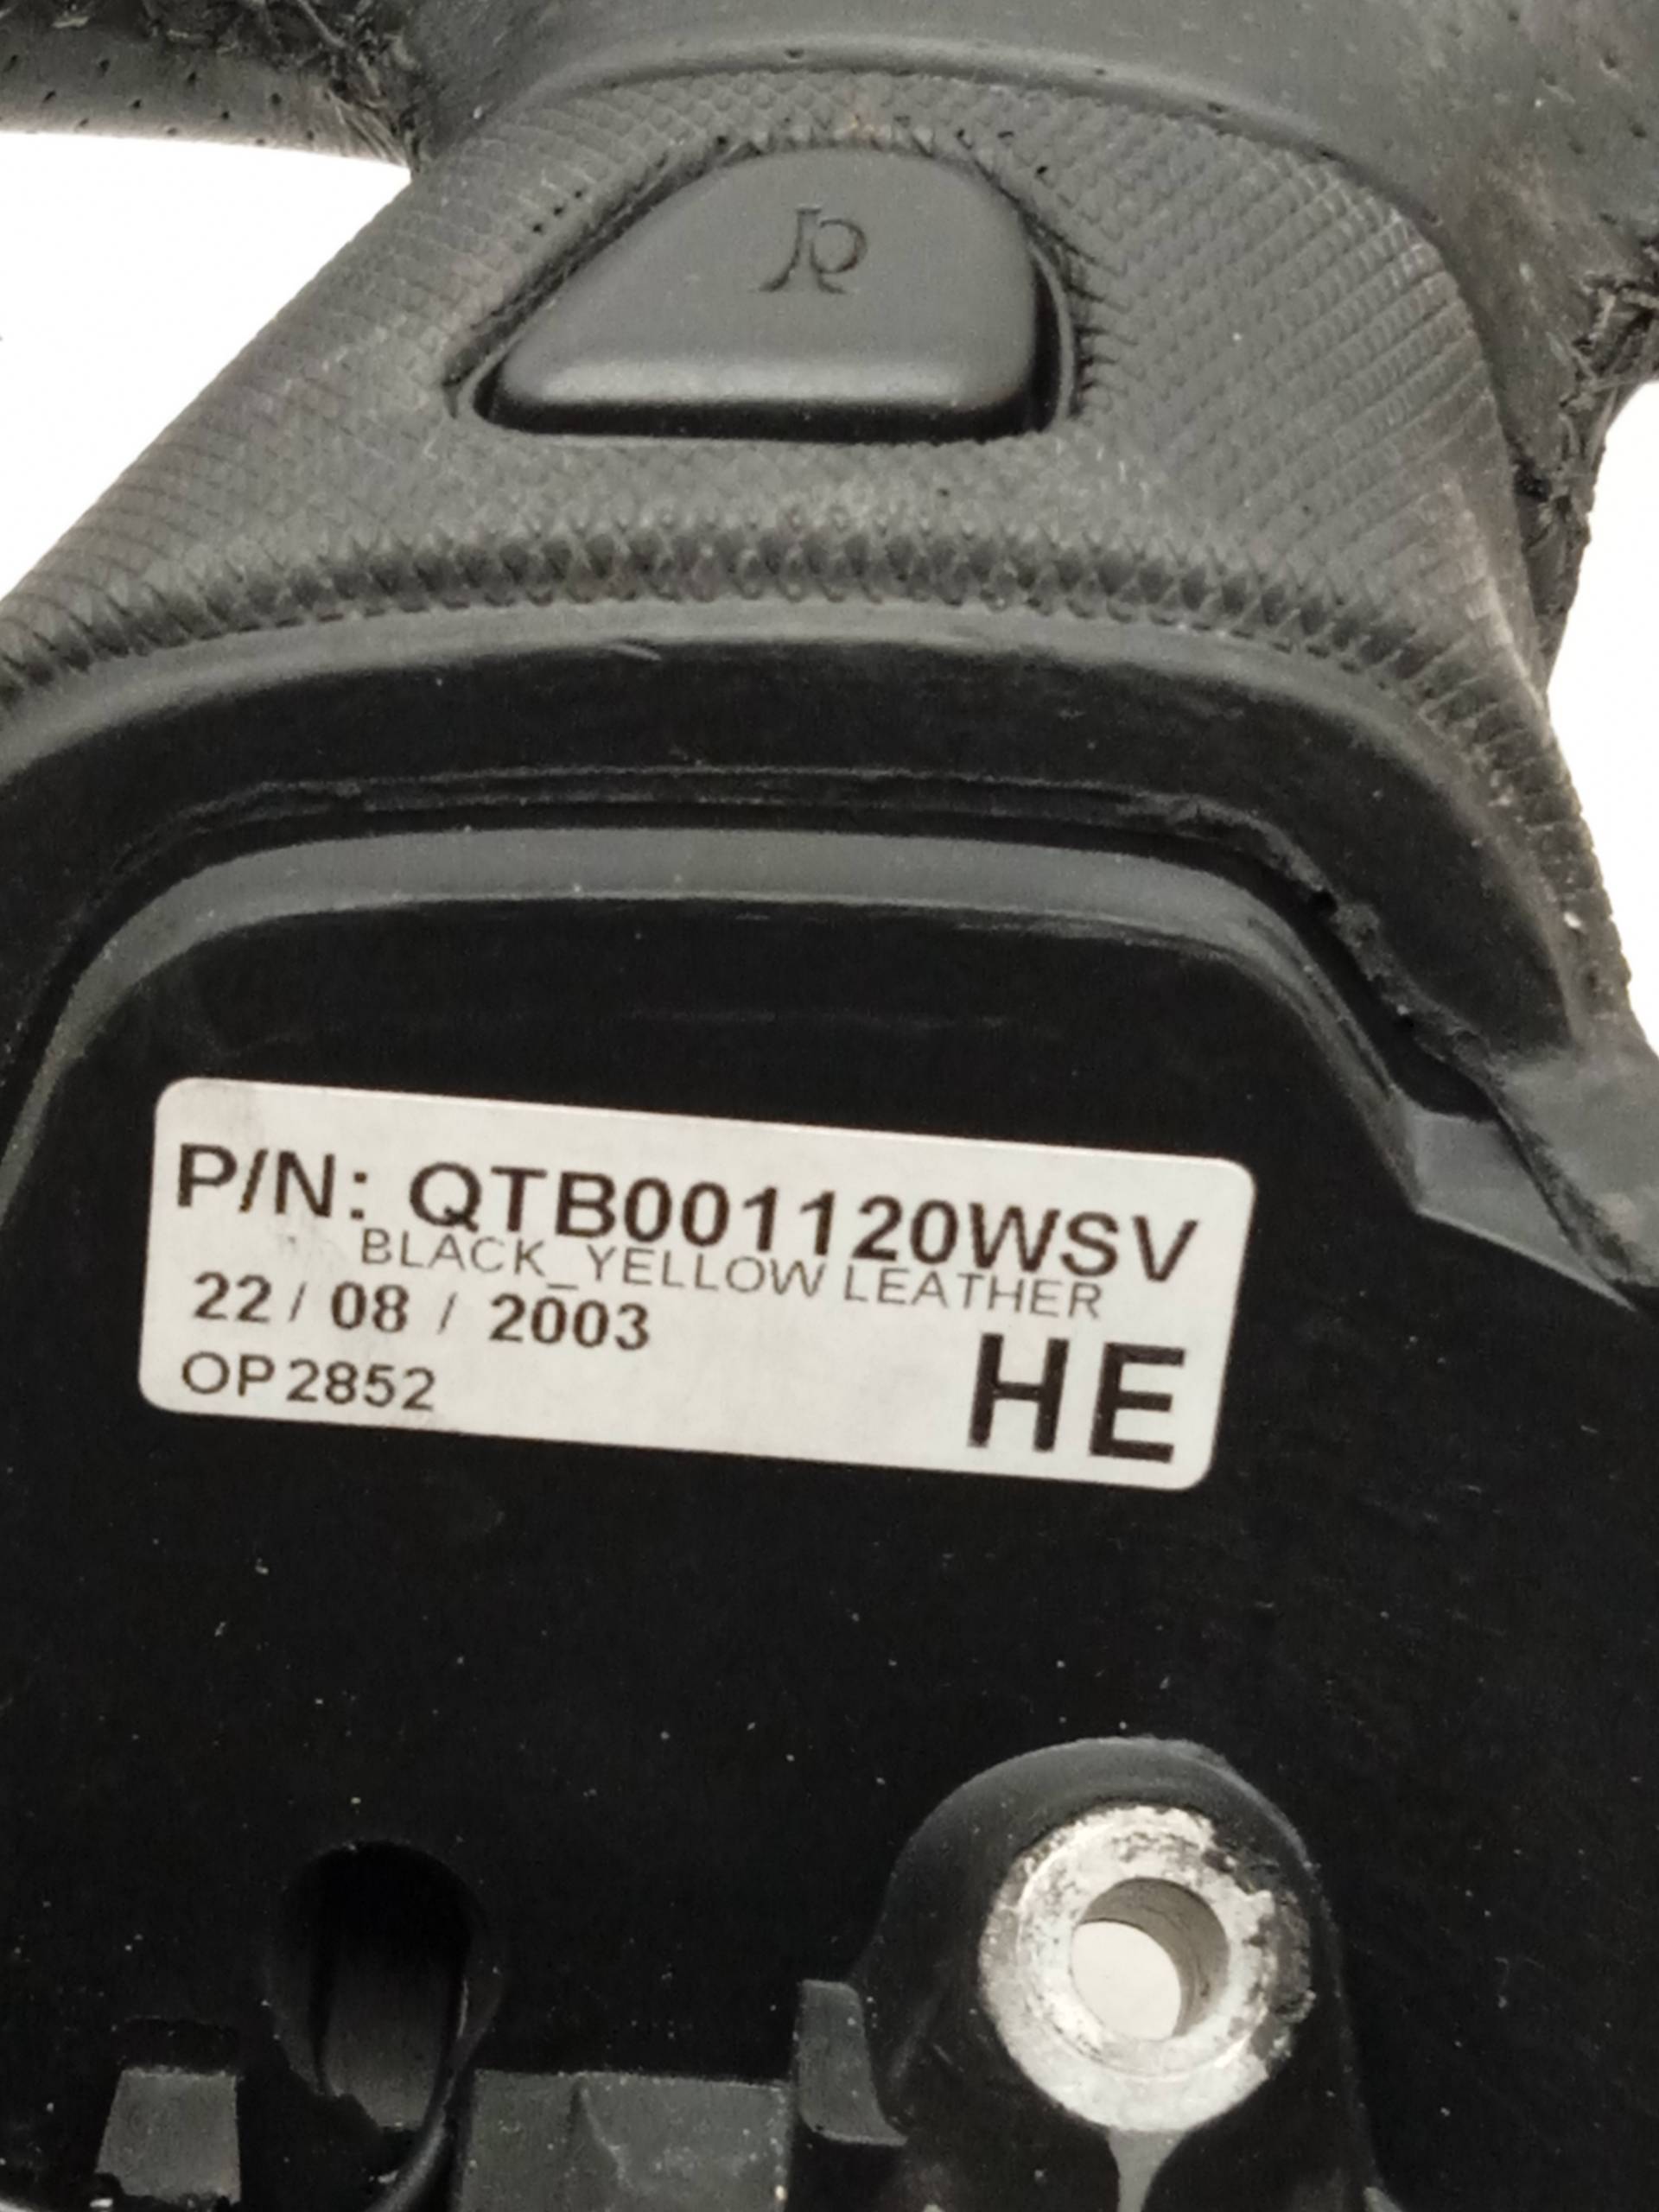 P/N: QTB001120WSV
BLACK_YELLOW LEATHER
22 / 08 / 2003
OP2852
HE